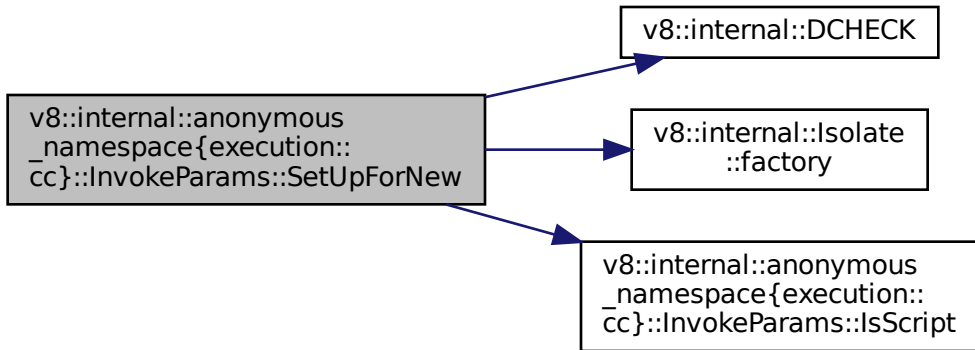 v8::internal::DCHECK
v8::internal::anonymous
_namespace{execution::
cc}::InvokeParams::SetUpForNew
v8::internal::Isolate
::factory
v8::internal::anonymous
_namespace{execution::
cc}::InvokeParams::IsScript